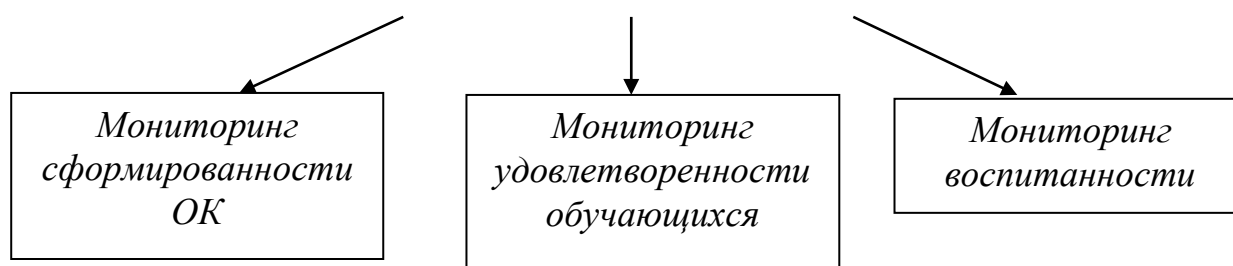 Мониторинг
сформированности
ОК
Мониторинг
удовлетворенности
обучающихся
Мониторинг
воспитанности